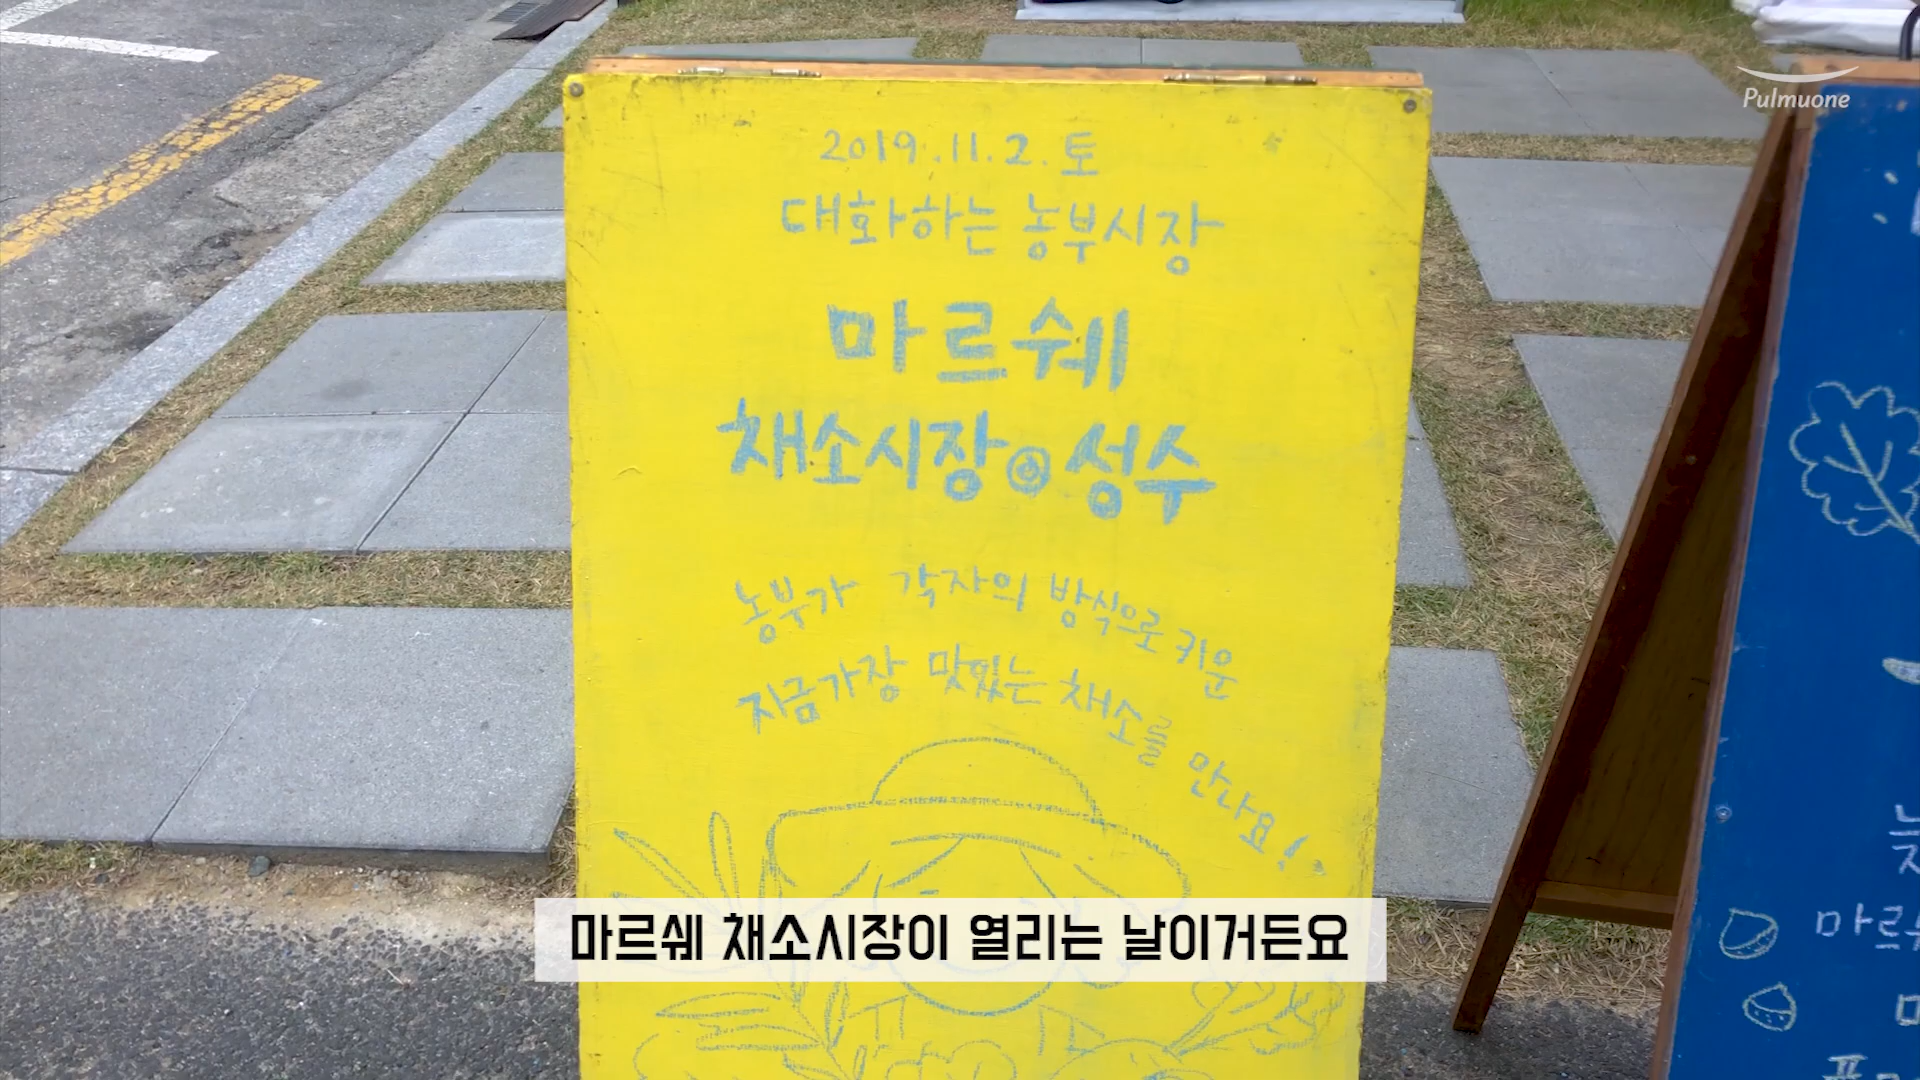 Pulmuone
2019.11.2.토
대화하는 농부시장
마르쉐
채소시장@성수
농부가 각자의 방식으로 키운
지금가장 맛있는 채소를 만나요!
마르쉐 채소시장이 열리는 날이거든요